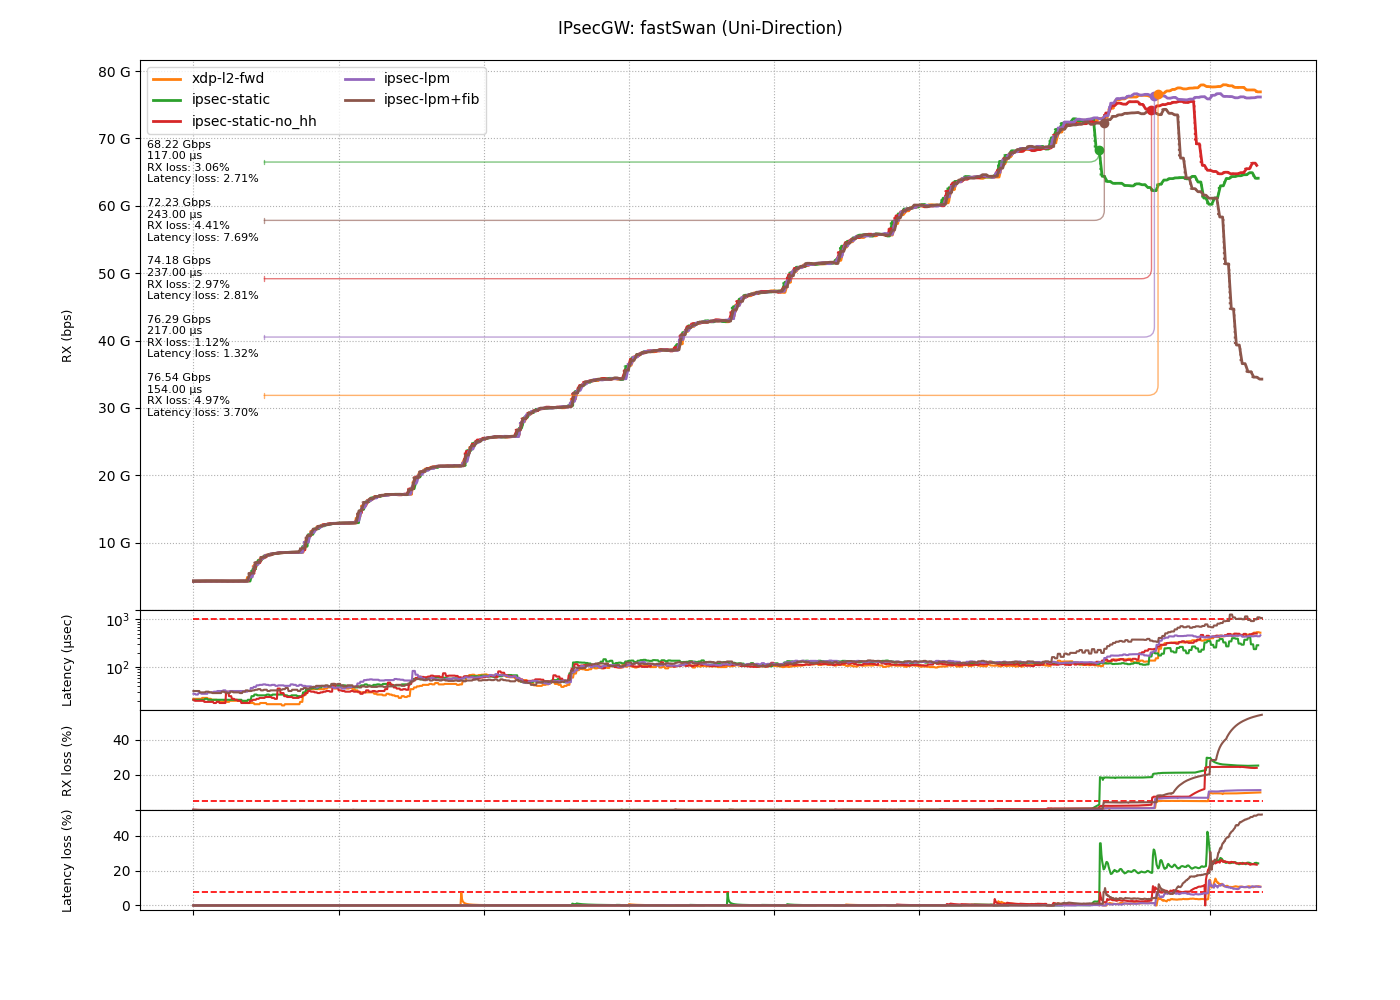 IPsecGW: fastSwan (Uni-Direction)
xdp-l2-fwd
ipsec-static
ipsec-static-no_hh
ipsec-lpm
ipsec-lpm+fib
RX (bps)
80 G
70 G
60 G
50 G
40 G
30 G
20 G
10 G
68.22 Gbps
117.00 µs
RX loss: 3.06%
Latency loss: 2.71%
72.23 Gbps
243.00 µs
RX loss: 4.41%
Latency loss: 7.69%
74.18 Gbps
237.00 µs
RX loss: 2.97%
Latency loss: 2.81%
76.29 Gbps
217.00 µs
RX loss: 1.12%
Latency loss: 1.32%
76.54 Gbps
154.00 µs
RX loss: 4.97%
Latency loss: 3.70%
Latency (µsec)
10³
10²
RX loss (%)
40
20
Latency loss (%)
40
20
0